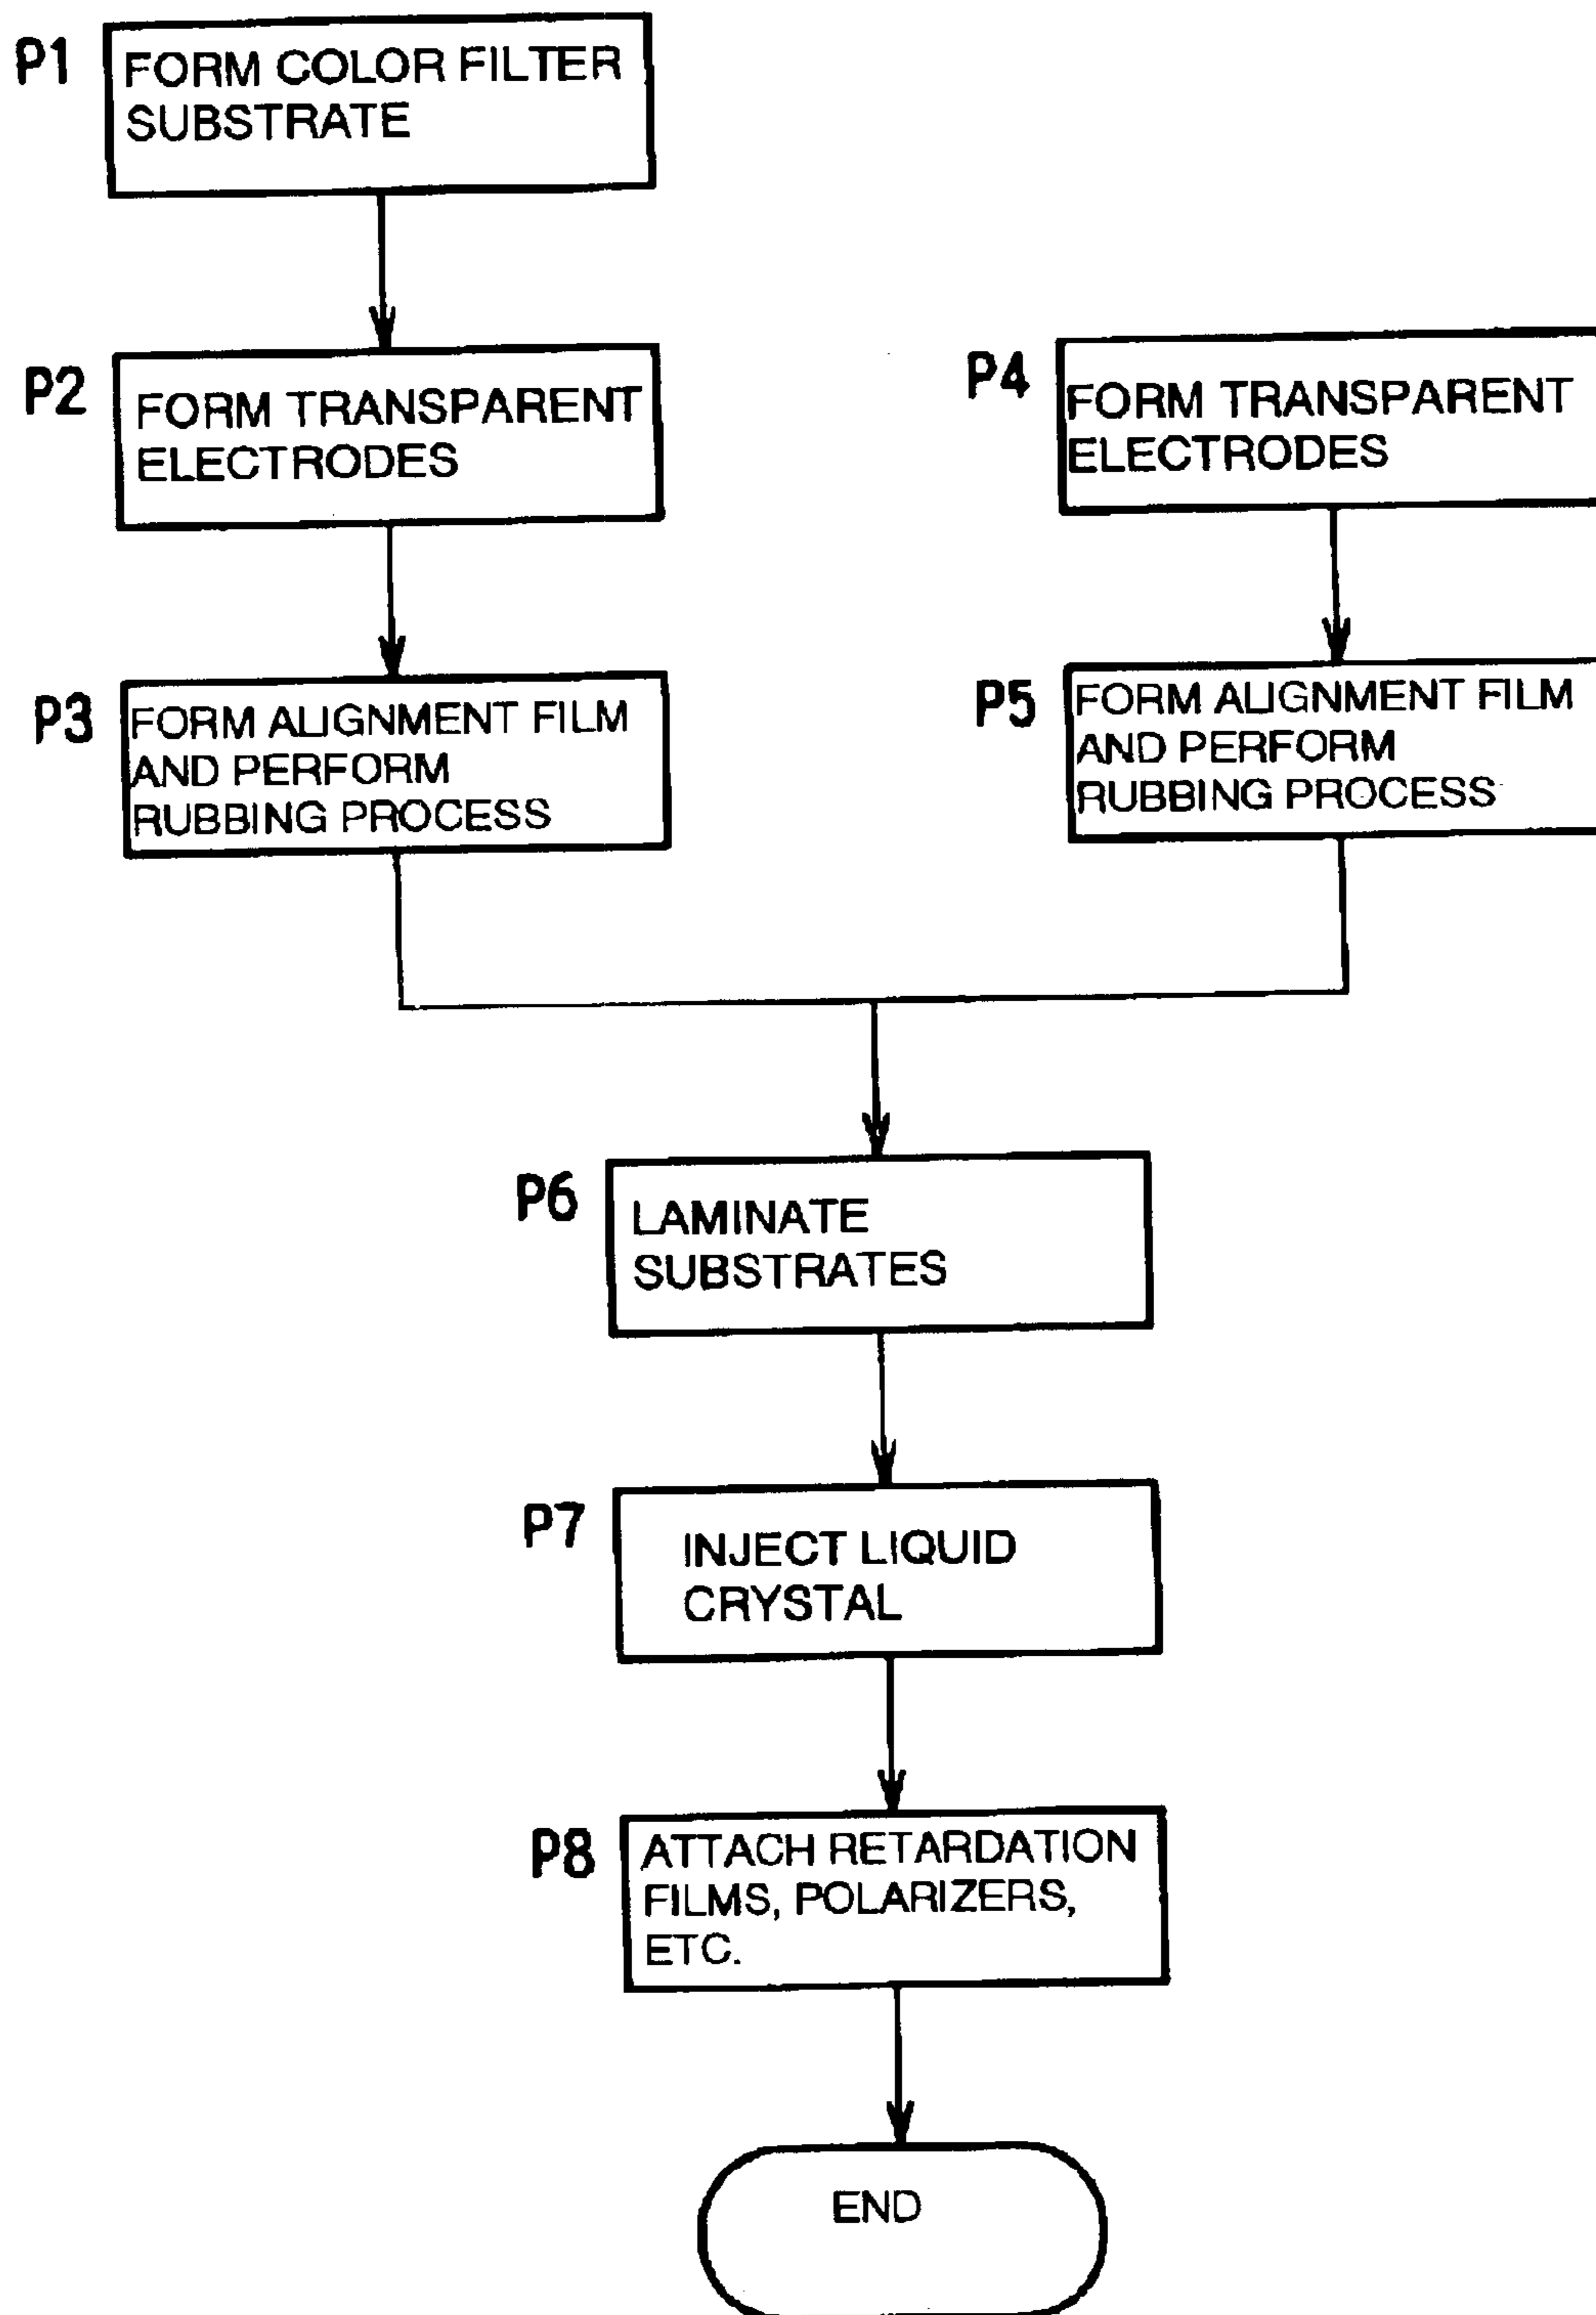 P1
FORM COLOR FILTER
SUBSTRATE
P2
FORM TRANSPARENT
ELECTRODES
P4
FORM TRANSPARENT
ELECTRODES
P3
FORM ALIGNMENT FILM
AND PERFORM
RUBBING PROCESS
P5
FORM ALIGNMENT FILM
AND PERFORM
RUBBING PROCESS
P6
LAMINATE
SUBSTRATES
P7
INJECT LIQUID
CRYSTAL
P8
ATTACH RETARDATION
FILMS, POLARIZERS,
ETC.
END